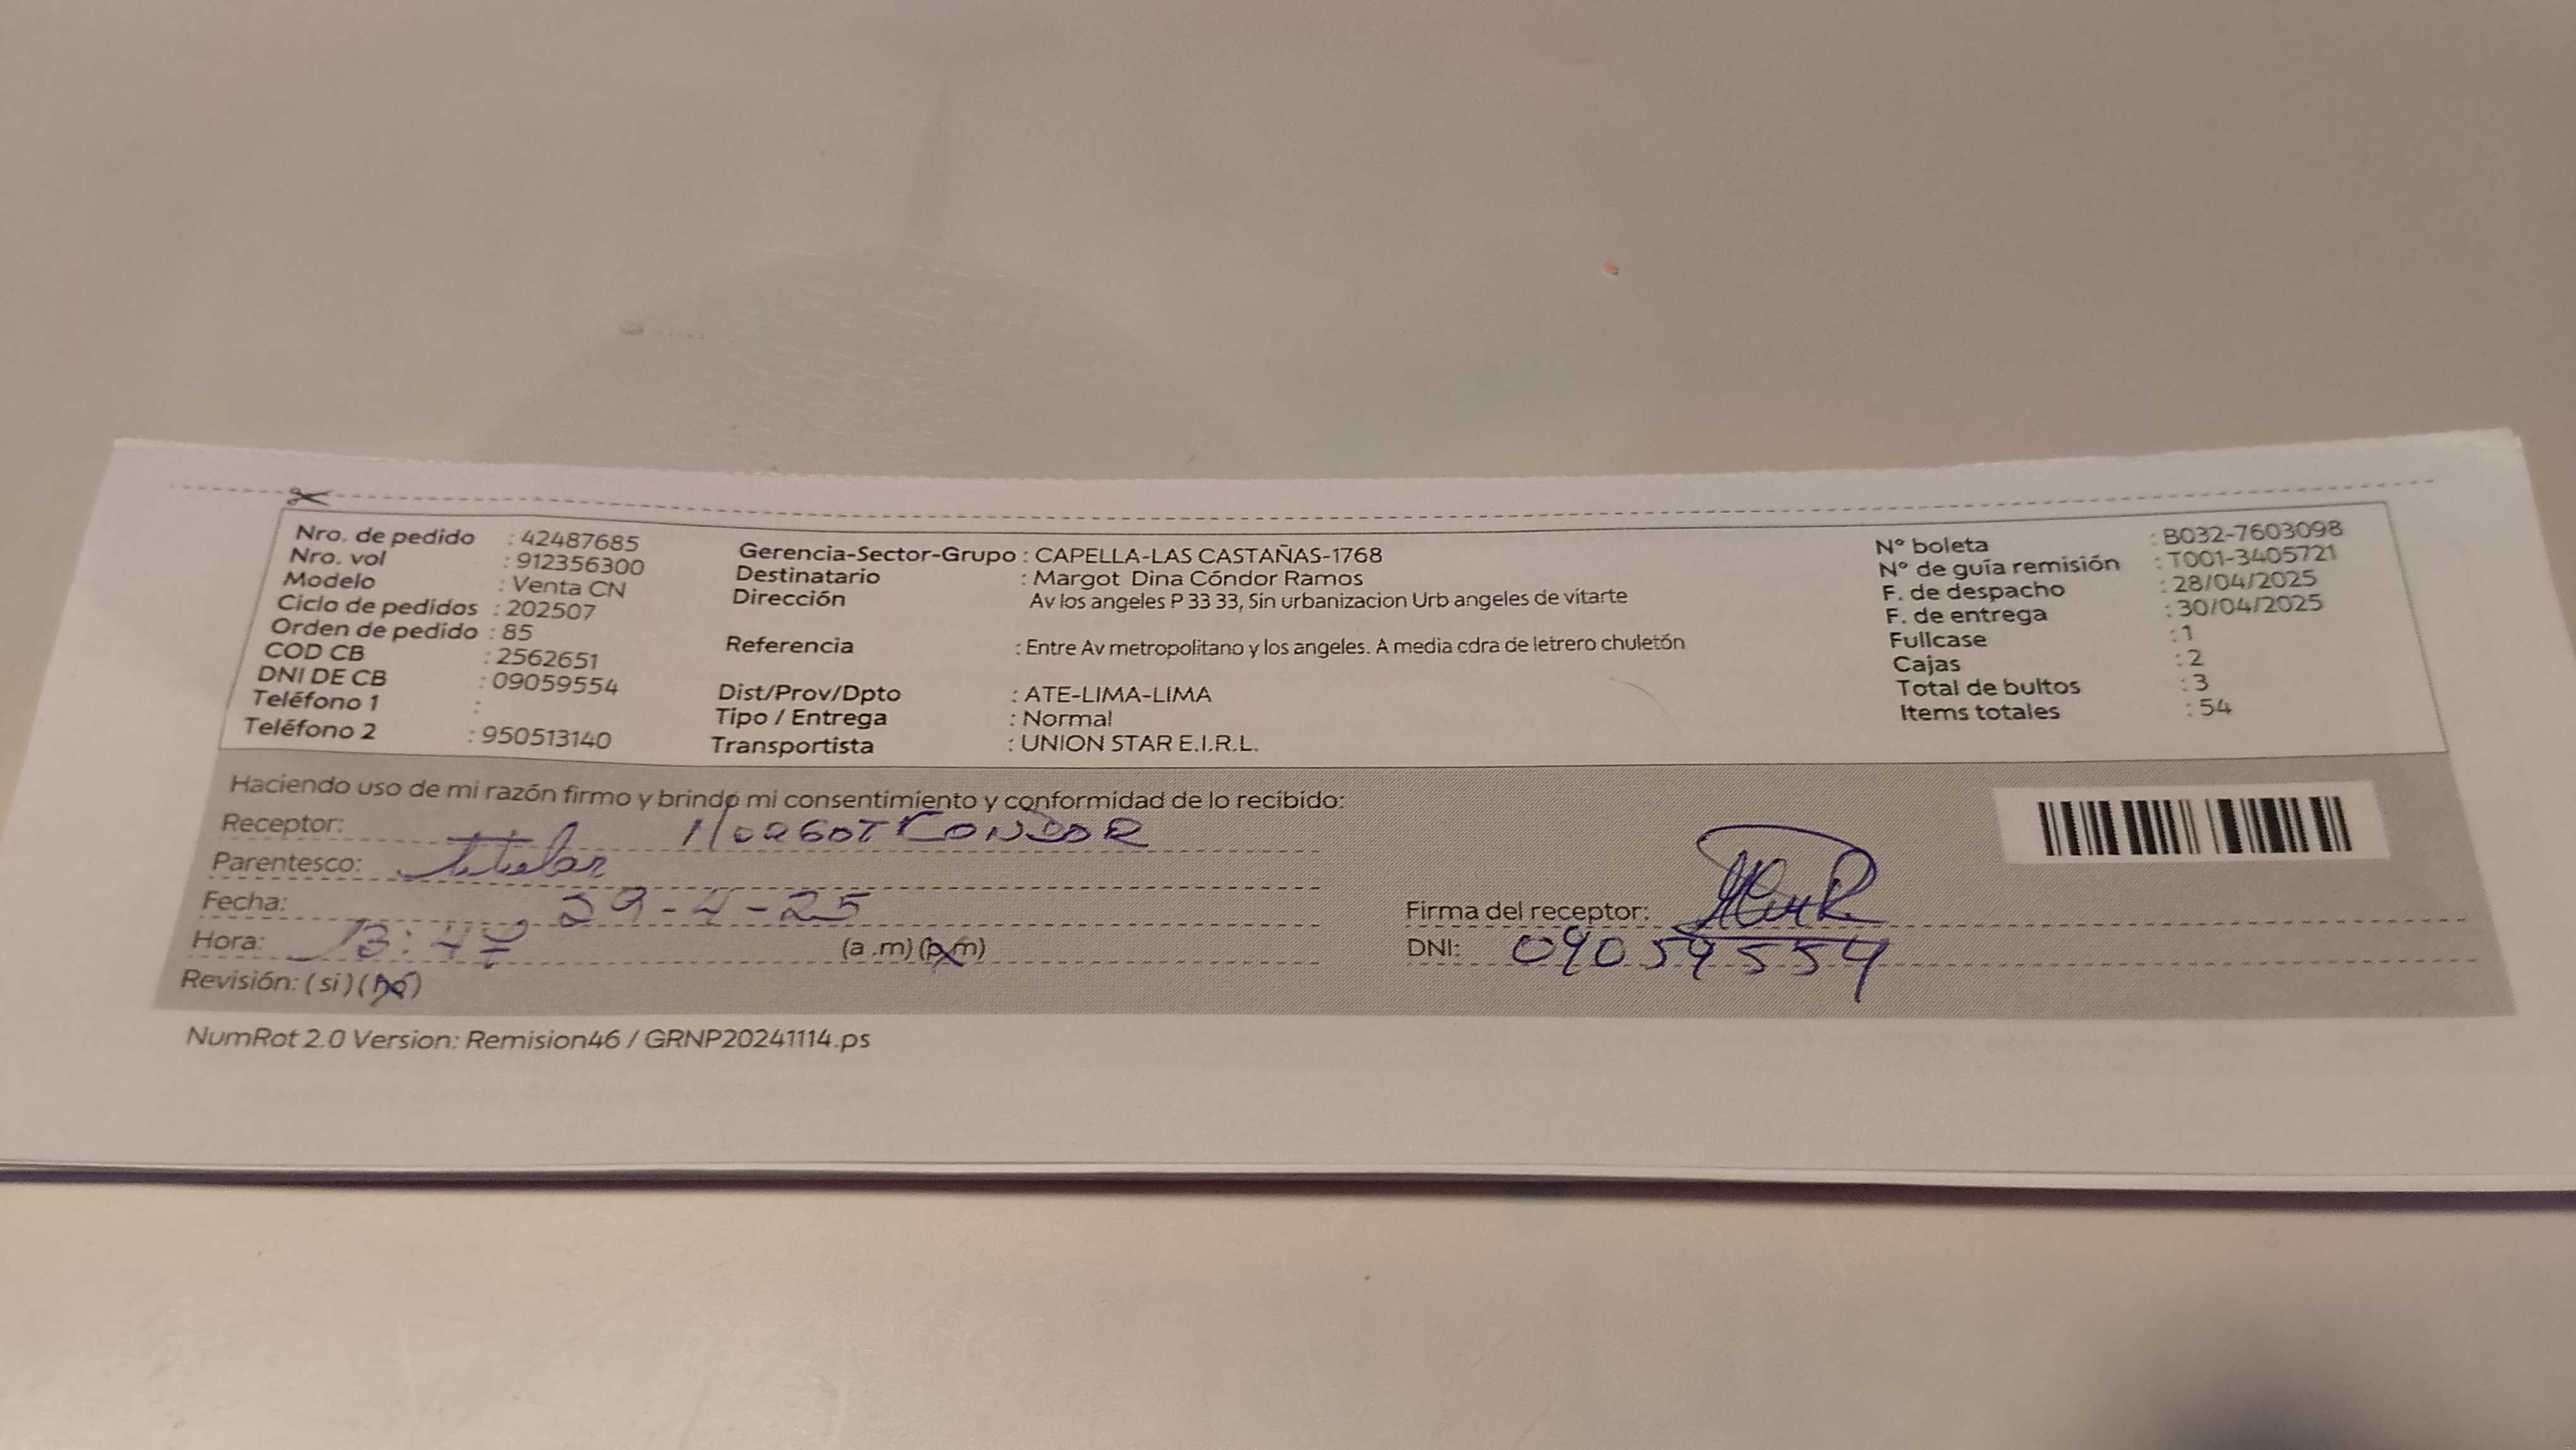 Nro. de pedido : 42487685
Nro. vol : 912356300
Modelo : Venta CN
Ciclo de pedidos : 202507
Orden de pedido : 85
COD CB : 2562651
DNI DE CB : 09059554
Teléfono 1 :
Teléfono 2 : 950513140
Gerencia-Sector-Grupo : CAPELLA-LAS CASTAÑAS-1768
Destinatario : Margot Dina Cóndor Ramos
Dirección Av los angeles P 33 33, Sin urbanizacion Urb angeles de vitarte
Referencia : Entre Av metropolitano y los angeles. A media cdra de letrero chuletón
Dist/Prov/Dpto : ATE-LIMA-LIMA
Tipo / Entrega : Normal
Transportista : UNION STAR E.I.R.L.
N° boleta : B032-7603098
N° de guía remisión : T001-3405721
F. de despacho : 28/04/2025
F. de entrega : 30/04/2025
Fullcase : 1
Cajas : 2
Total de bultos : 3
Items totales : 54
Haciendo uso de mi razón firmo y brindo mi consentimiento y conformidad de lo recibido:
Receptor: MORGOT CONDOR
Parentesco: titular
Fecha: 29-4-25
Hora: 13:47 (a .m) (p.m)
Revisión: (si) (no)
Firma del receptor:
DNI: 09059554
NumRot 2.0 Version: Remision46 / GRNP20241114.ps